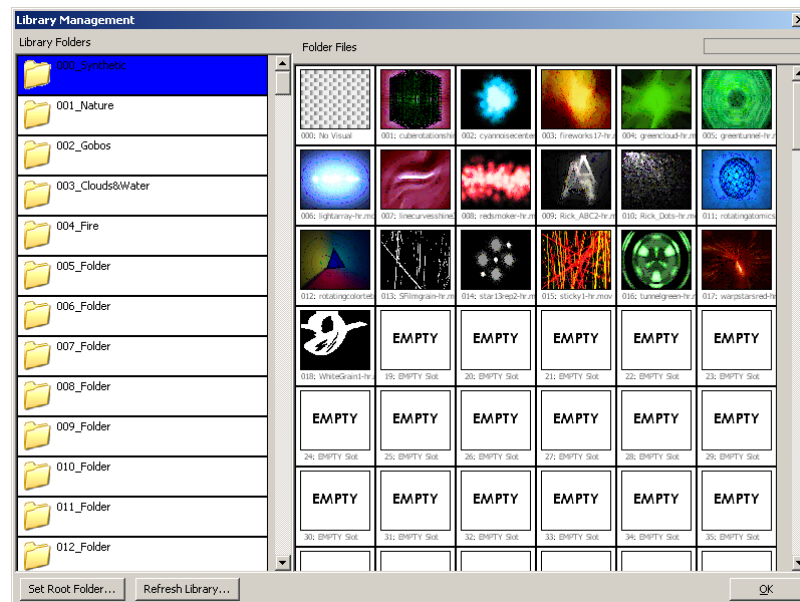 Library Management
Library Folders
Folder Files
000_Synthetic
001_Nature
002_Gobos
003_Clouds&Water
004_Fire
005_Folder
006_Folder
007_Folder
008_Folder
009_Folder
010_Folder
011_Folder
012_Folder
000; No Visual
001; cuberotationshi
002; cyannoisecenter
003; fireworks17-hr.m
004; greencloud-hr.m
005; greentunnel-hr.r
006; lightarray-hr.mo
007; linecurvesshine
008; redsmoker-hr.m
009; Rick_ABC2-hr.m
010; Rick_Dots-hr.m
011; rotatingatomics
012; rotatingcolortet
013; SFilmgrain-hr.m
014; star13rep2-hr.m
015; sticky1-hr.mov
016; tunnelgreen-hr.m
017; warpstarsred-h
EMPTY EMPTY EMPTY EMPTY EMPTY
018; WhiteGrain1-hr.
19; EMPTY Slot
20; EMPTY Slot
21; EMPTY Slot
22; EMPTY Slot
23; EMPTY Slot
EMPTY EMPTY EMPTY EMPTY EMPTY EMPTY
24; EMPTY Slot
25; EMPTY Slot
26; EMPTY Slot
27; EMPTY Slot
28; EMPTY Slot
29; EMPTY Slot
EMPTY EMPTY EMPTY EMPTY EMPTY EMPTY
30; EMPTY Slot
31; EMPTY Slot
32; EMPTY Slot
33; EMPTY Slot
34; EMPTY Slot
35; EMPTY Slot
Set Root Folder...
Refresh Library...
OK